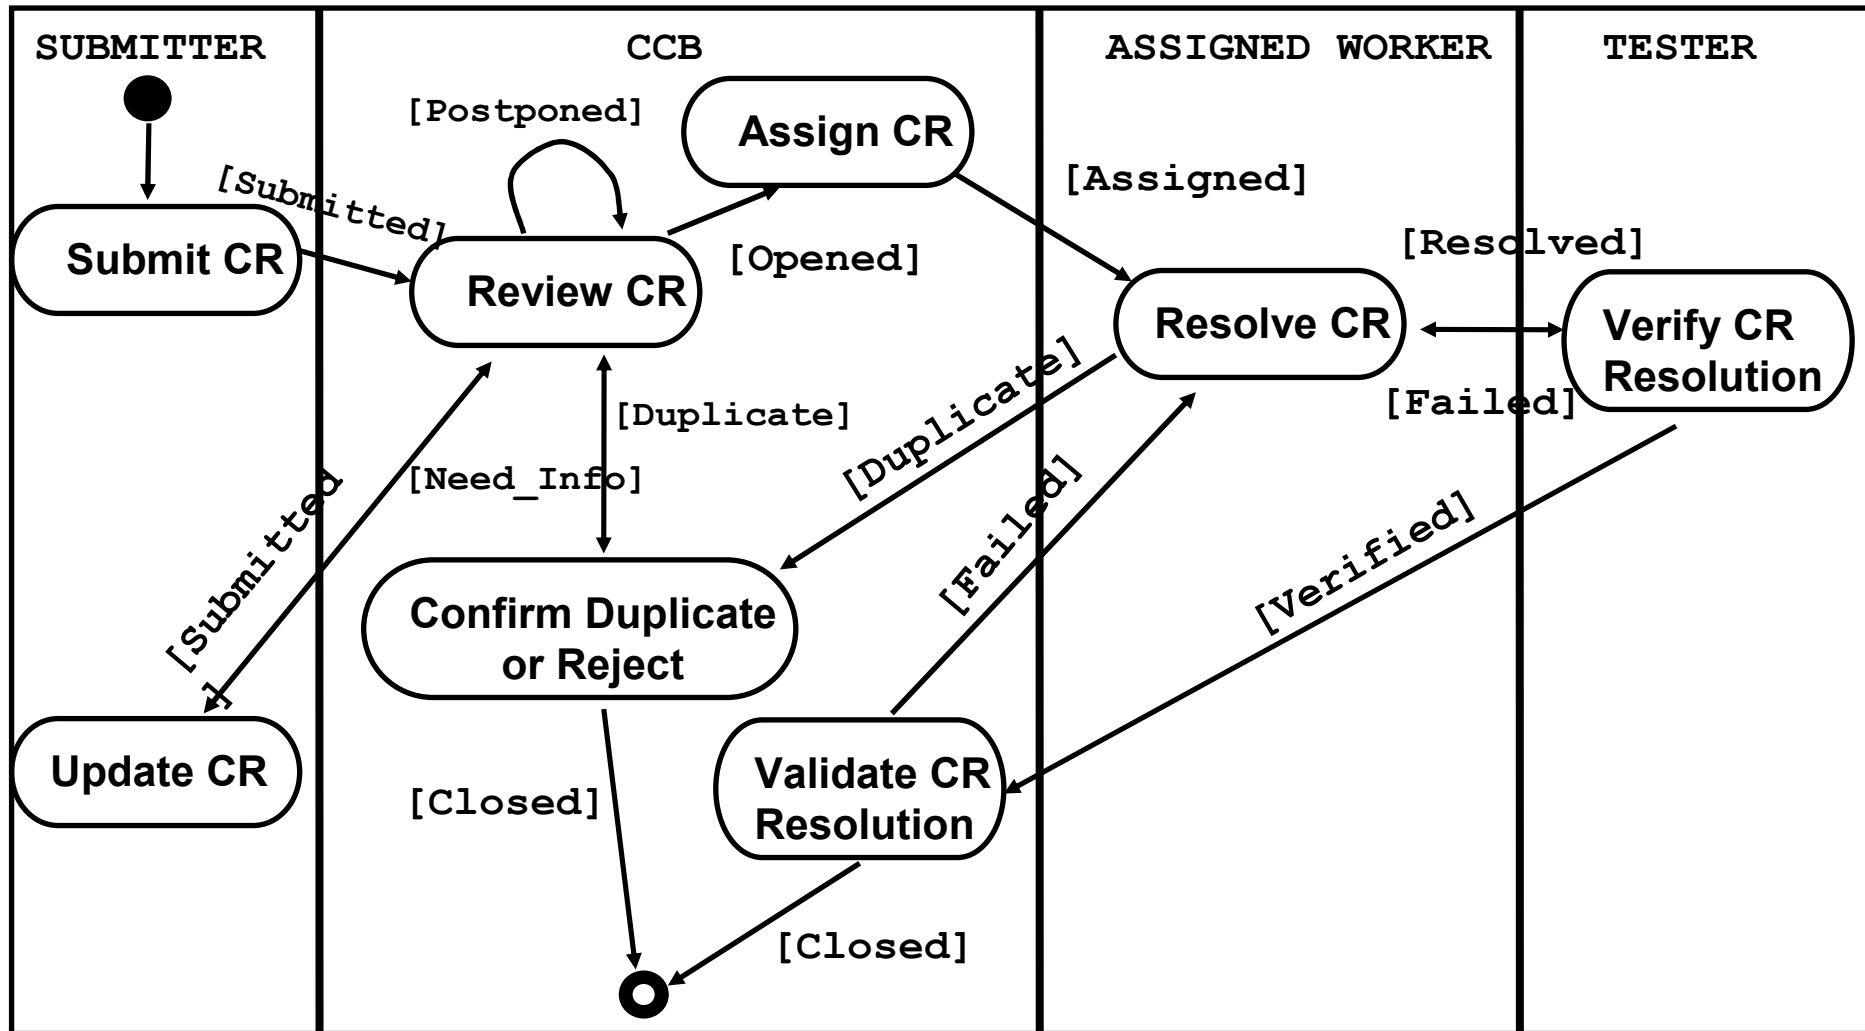 SUBMITTER
CCB
ASSIGNED WORKER
TESTER
[Postponed]
Assign CR
[Submitted]
[Assigned]
Submit CR
Review CR
[Opened]
[Resolved]
Resolve CR
Verify CR
Resolution
[Duplicate]
[Duplicate]
[Failed]
[Need_Info]
[Submitted
]
[Failed]
[Verified]
Confirm Duplicate
or Reject
Update CR
[Closed]
Validate CR
Resolution
[Closed]